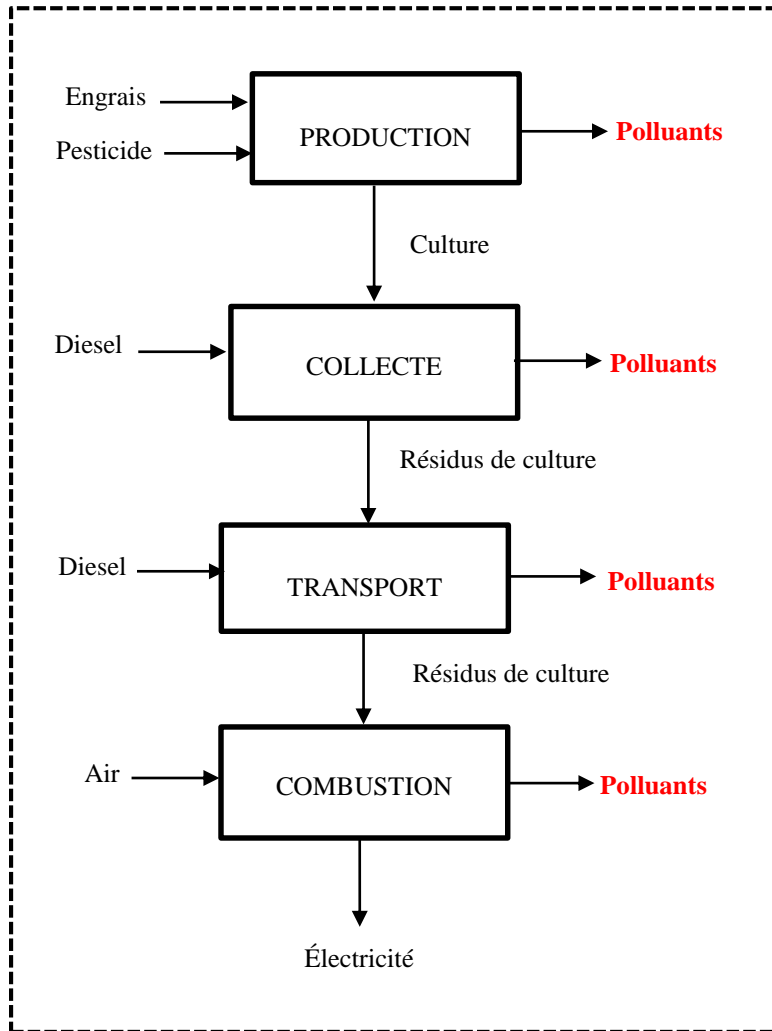 Engrais
PRODUCTION
Polluants
Pesticide
Culture
Diesel
COLLECTE
Polluants
Résidus de culture
Diesel
TRANSPORT
Polluants
Résidus de culture
Air
COMBUSTION
Polluants
Électricité